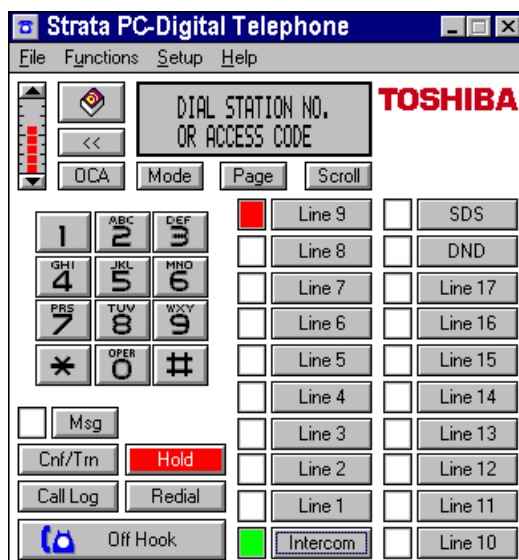 Strata PC-Digital Telephone
File Functions Setup Help
DIAL STATION NO.
OR ACCESS CODE
TOSHIBA
<<
OCA Mode Page Scroll
Line 9 SDS
Line 8 DND
Line 7 Line 17
Line 6 Line 16
Line 5 Line 15
Line 4 Line 14
Line 3 Line 13
Line 2 Line 12
Line 1 Line 11
Intercom Line 10
1 ABC 2 DEF 3
GHI 4 JKL 5 MNO 6
PRS 7 TUV 8 WXY 9
* OPER 0 #
Msg
Cnf/Trn Hold
Call Log Redial
Off Hook